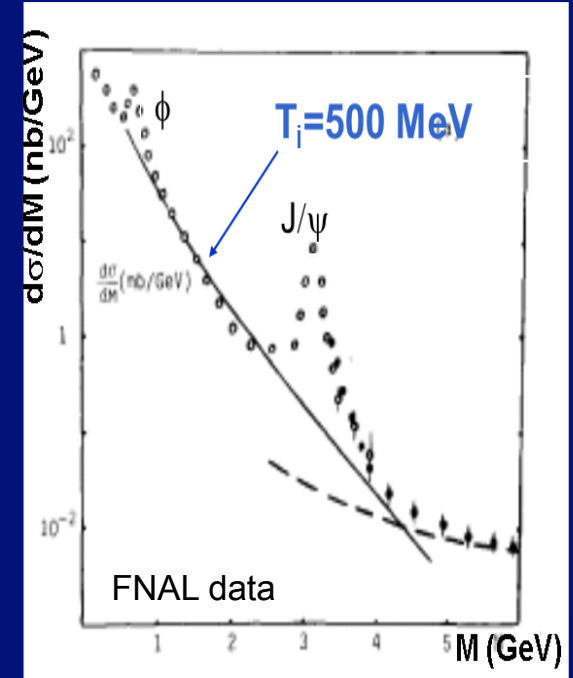 dσ/dM (nb/GeV)
ϕ
T_i=500 MeV
10²
J/ψ
dσ/dM (nb/GeV)
1
10⁻²
FNAL data
1 2 3 4 5 M (GeV)